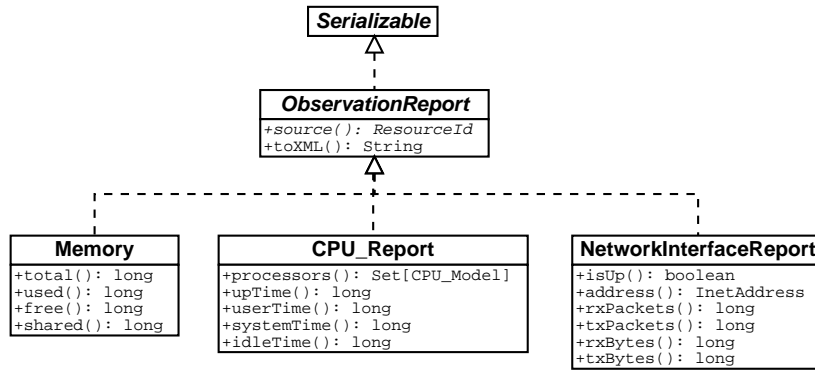 Serializable
ObservationReport
+source(): ResourceId
+toXML(): String
Memory
+total(): long
+used(): long
+free(): long
+shared(): long
CPU_Report
+processors(): Set[CPU_Model]
+upTime(): long
+userTime(): long
+systemTime(): long
+idleTime(): long
NetworkInterfaceReport
+isUp(): boolean
+address(): InetAddress
+rxPackets(): long
+txPackets(): long
+rxBytes(): long
+txBytes(): long